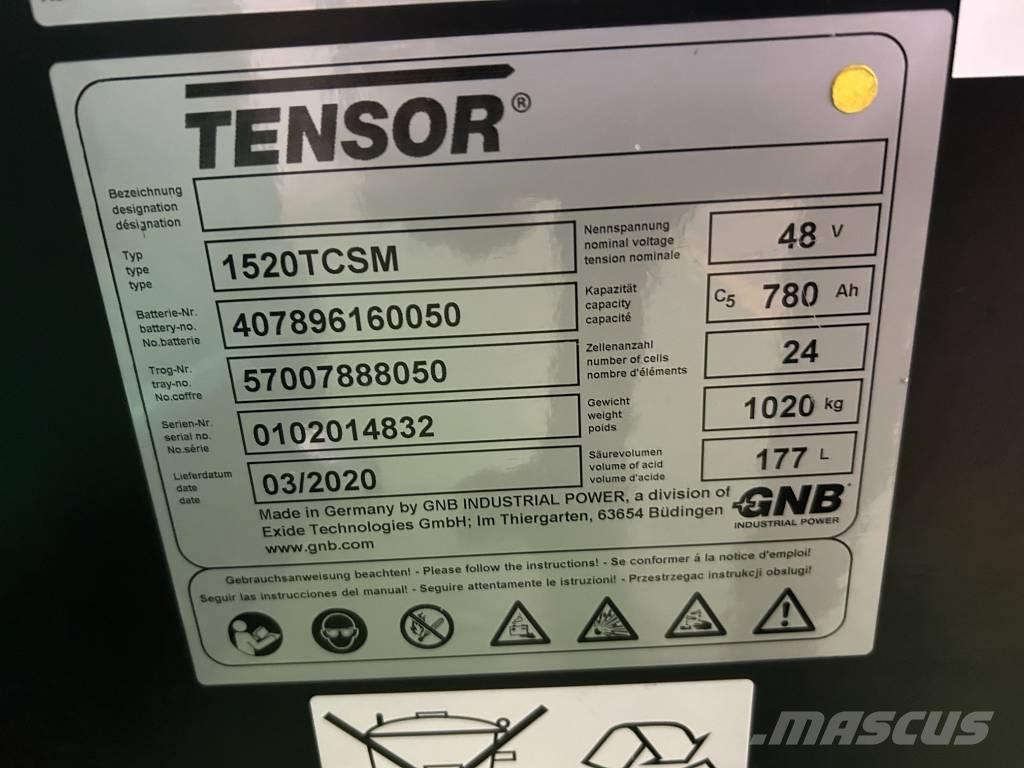 TENSOR®
Bezeichnung
designation
désignation
Typ
type
type
1520TCSM
Nennspannung
nominal voltage
tension nominale
48 V
Batterie-Nr.
battery-no.
No.batterie
407896160050
Kapazität
capacity
capacité
C5 780 Ah
Trog-Nr.
tray-no.
No.coffre
57007888050
Zellenanzahl
number of cells
nombre d'éléments
24
Serien-Nr.
serial no.
No.série
0102014832
Gewicht
weight
poids
1020 kg
Lieferdatum
date
date
03/2020
Säurevolumen
volume of acid
volume d'acide
177 L
Made in Germany by GNB INDUSTRIAL POWER, a division of
Exide Technologies GmbH; Im Thiergarten, 63654 Büdingen
www.gnb.com
GNB
INDUSTRIAL POWER
Gebrauchsanweisung beachten! - Please follow the instructions! - Se conformer á la notice d'emploi!
Seguir las instrucciones del manual! - Seguire attentamente le istruzioni! - Przestrzegac instrukcji obslugi!
MASCUS